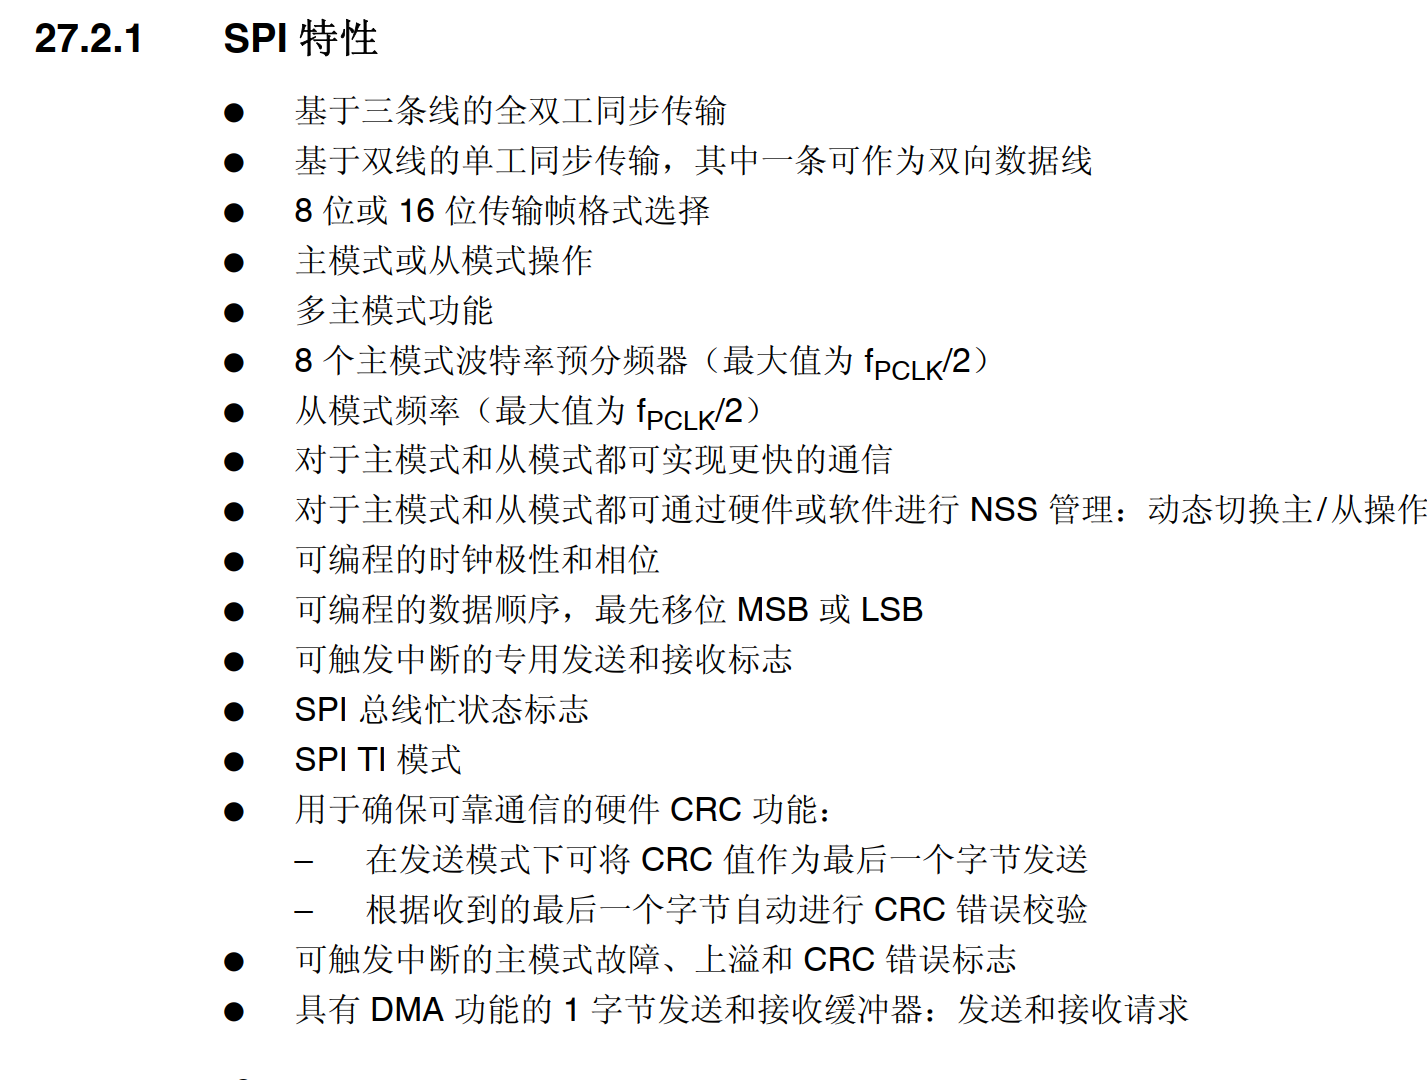 27.2.1 SPI 特性
● 基于三条线的全双工同步传输
● 基于双线的单工同步传输，其中一条可作为双向数据线
● 8 位或 16 位传输帧格式选择
● 主模式或从模式操作
● 多主模式功能
● 8 个主模式波特率预分频器（最大值为 fPCLK/2）
● 从模式频率（最大值为 fPCLK/2）
● 对于主模式和从模式都可实现更快的通信
● 对于主模式和从模式都可通过硬件或软件进行 NSS 管理：动态切换主/从操作
● 可编程的时钟极性和相位
● 可编程的数据顺序，最先移位 MSB 或 LSB
● 可触发中断的专用发送和接收标志
● SPI 总线忙状态标志
● SPI TI 模式
● 用于确保可靠通信的硬件 CRC 功能：
– 在发送模式下可将 CRC 值作为最后一个字节发送
– 根据收到的最后一个字节自动进行 CRC 错误校验
● 可触发中断的主模式故障、上溢和 CRC 错误标志
● 具有 DMA 功能的 1 字节发送和接收缓冲器：发送和接收请求